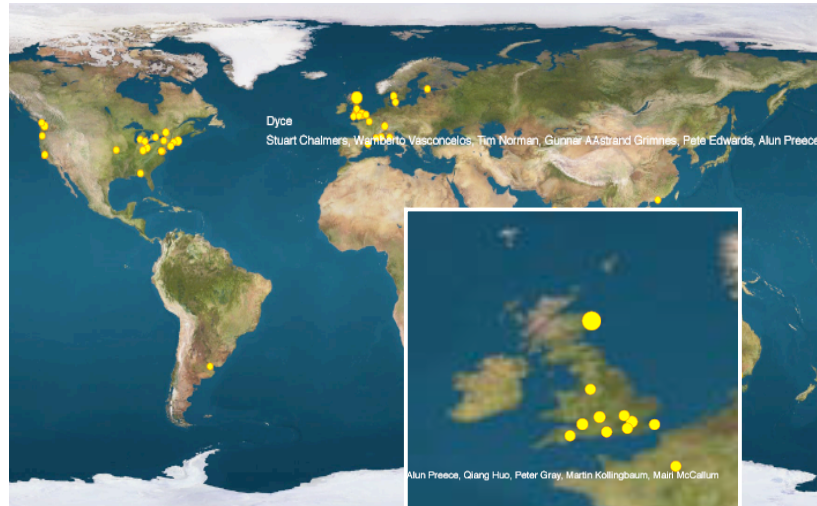 Dyce
Stuart Chalmers, Wamberto Vasconcelos, Tim Norman, Gunnar AAstrand Grimnes, Pete Edwards, Alun Preece
Alun Preece, Qiang Huo, Peter Gray, Martin Kollingbaum, Mairi McCallum